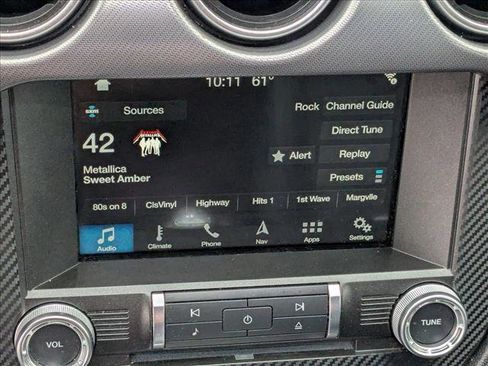 10:11 61°
SXM Sources
Rock Channel Guide
42
Direct Tune
Alert Replay
Metallica
Sweet Amber
Presets
80s on 8 ClsVinyl Highway Hits 1 1st Wave Margvlle
Audio Climate Phone Nav Apps Settings
VOL
TUNE